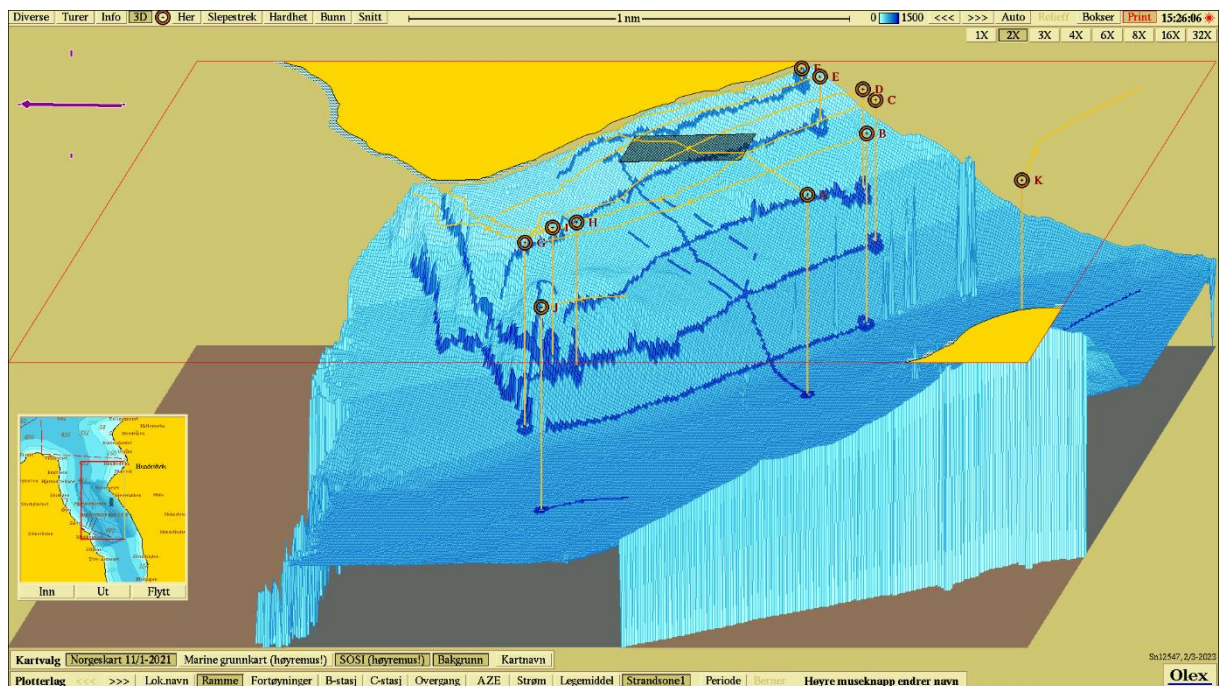 Diverse Turer Info 3D Her Slepestrek Hardhet Bunn Snitt 1 nm 0 1500 <<< >>> Auto Relieff Bokser Print 15:26:06
1X 2X 3X 4X 6X 8X 16X 32X
F
E
D
C
B
K
H
I
G
J
Hundeidvik
Inn Ut Flytt
Kartvalg Norgeskart 11/1-2021 Marine grunnkart (høyremus!) SOSI (høyremus!) Bakgrunn Kartnavn
Sn12547, 2/3-2023
Plotterlag <<< >>> Lok.navn Ramme Fortøyninger B-stasj C-stasj Overgang AZE Strøm Legemiddel Strandsone1 Periode Berner Høyre museknapp endrer navn
Olex